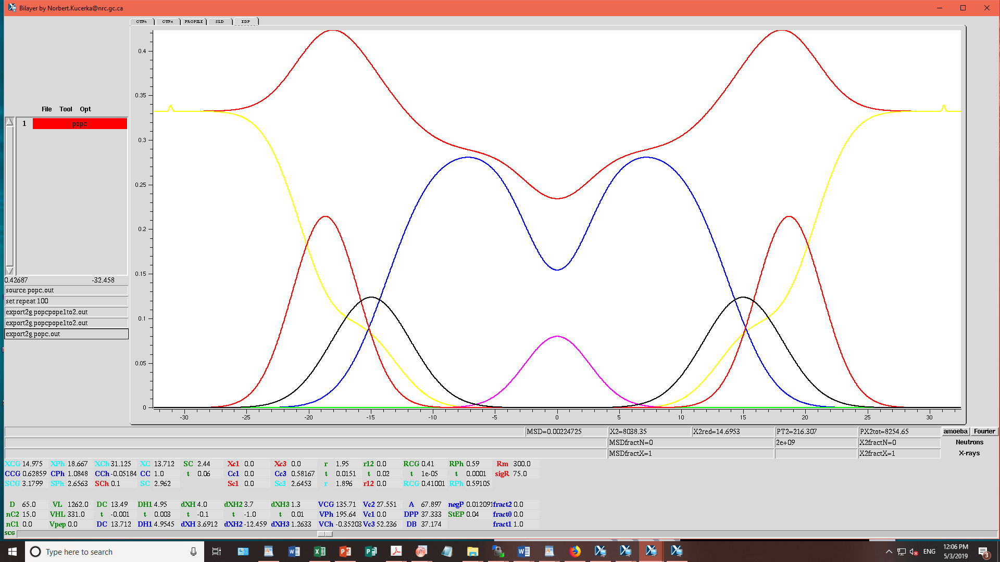 Bilayer by Norbert.Kucerka@nrc.gc.ca
CTFn CTFx PROFILE SLD EDP
File Tool Opt
1 popc
0.42687 -32.458
source popc.out
set repeat 100
export2g popcpope1to2.out
export2g popcpope1to2.out
export2g popc.out
0.4
0.35
0.3
0.25
0.2
0.15
0.1
0.05
0
-30 -25 -20 -15 -10 -5 0 5 10 15 20 25 30
MSD=0.00224725 X2=8038.35 X2red=14.6953 PT2=216.307 PX2tot=8254.65 amoeba Fourier
MSDfractN=0 2e+09 X2fractN=0 Neutrons
MSDfractX=1 X2fractX=1 X-rays
XCG 14.975 XPh 18.667 XCh 31.125 XC 13.712 SC 2.44 Xc1 0.0 Xc3 0.0 r 1.95 r12 0.0 RCG 0.41 RPh 0.59 Rm 300.0
CCG 0.62859 CPh 1.0848 CCh -0.05184 CC 1.0 t 0.06 Cc1 0.0 Cc3 0.58167 t 0.0151 t 0.02 t 1e-05 t 0.0001 sigR 75.0
SCG 3.1799 SPh 2.6563 SCh 0.1 SC 2.962 Sc1 0.0 Sc3 2.6453 r 1.896 r12 0.0 RCG 0.41001 RPh 0.59105
D 65.0 VL 1262.0 DC 13.49 DH1 4.95 dXH 4.0 dXH2 3.7 dXH3 1.3 VCG 135.71 Vc2 27.551 A 67.897 negP 0.012091 fract2 0.0
nC2 15.0 VHL 331.0 t -0.001 t 0.003 t -0.1 t -1.0 t 0.01 VPh 195.64 Vc1 0.0 DPP 37.333 StEP 0.04 fract0 0.0
nC1 0.0 Vpep 0.0 DC 13.712 DH1 4.9545 dXH 3.6912 dXH2 -12.459 dXH3 1.2633 VCh -0.35203 Vc3 52.236 DB 37.174 fract1 1.0
SCG
Type here to search
ENG
12:06 PM
5/3/2019
3